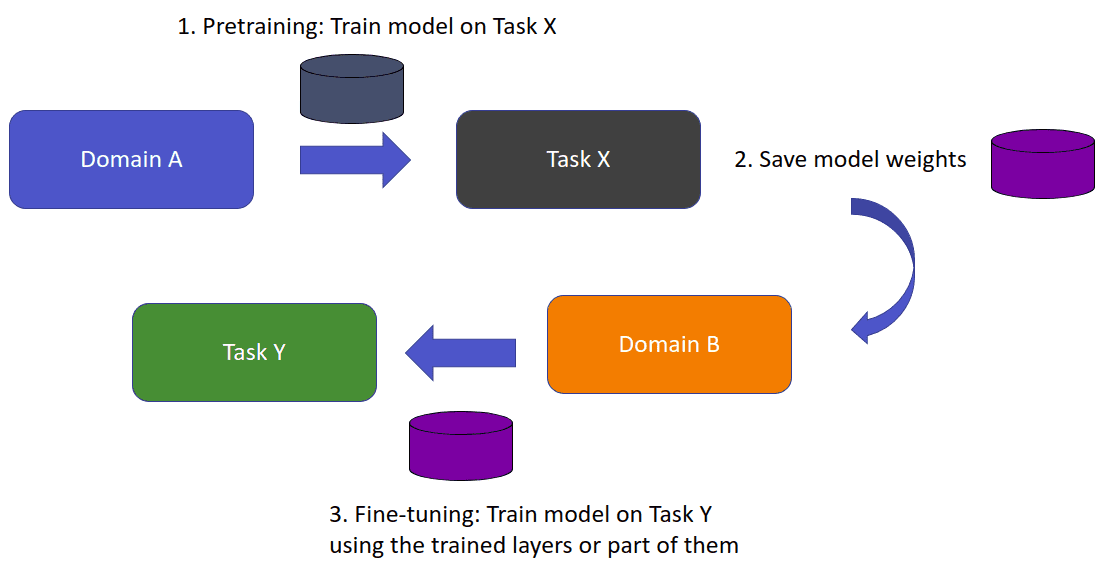 1. Pretraining: Train model on Task X
Domain A
Task X
2. Save model weights
Domain B
Task Y
3. Fine-tuning: Train model on Task Y
using the trained layers or part of them